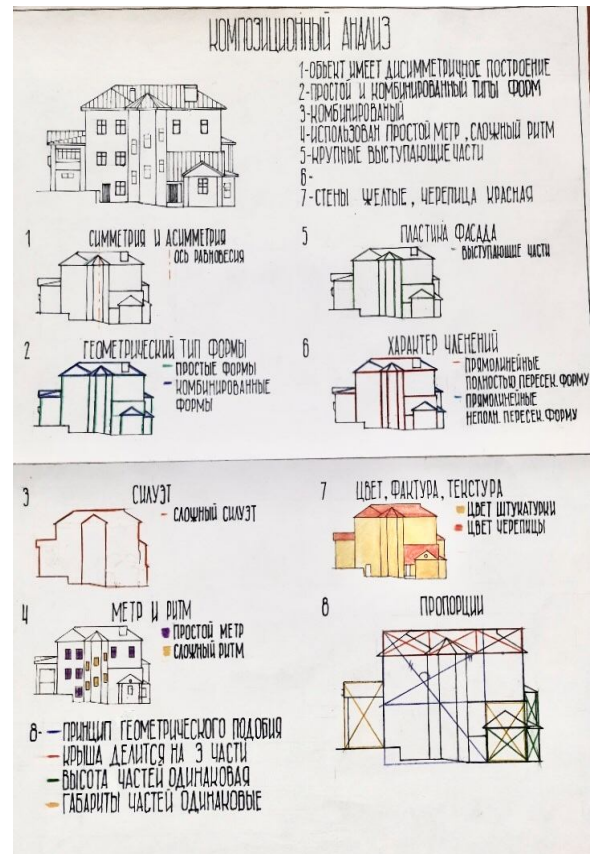 КОМПОЗИЦИОННЫЙ АНАЛИЗ
1-ОБЪЕКТ ИМЕЕТ ДИСИММЕТРИЧНОЕ ПОСТРОЕНИЕ
2-ПРОСТОЙ И КОМБИНИРОВАННЫЙ ТИПЫ ФОРМ
3-КОМБИНИРОВАНЫЙ
4-ИСПОЛЬЗОВАН ПРОСТОЙ МЕТР, СЛОЖНЫЙ РИТМ
5-КРУПНЫЕ ВЫСТУПАЮЩИЕ ЧАСТИ
6-
7-СТЕНЫ ЖЕЛТЫЕ, ЧЕРЕПИЦА КРАСНАЯ
1 СИММЕТРИЯ И АСИММЕТРИЯ
ОСЬ РАВНОВЕСИЯ
5 ПЛАСТИКА ФАСАДА
- ВЫСТУПАЮЩИЕ ЧАСТИ
2 ГЕОМЕТРИЧЕСКИЙ ТИП ФОРМЫ
- ПРОСТЫЕ ФОРМЫ
- КОМБИНИРОВАННЫЕ
ФОРМЫ
6 ХАРАКТЕР ЧЛЕНЕНИЙ
- ПРЯМОЛИНЕЙНЫЕ
ПОЛНОСТЬЮ ПЕРЕСЕК. ФОРМУ
- ПРЯМОЛИНЕЙНЫЕ
НЕПОЛН. ПЕРЕСЕК. ФОРМУ
3 СИЛУЭТ
- СЛОЖНЫЙ СИЛУЭТ
7 ЦВЕТ, ФАКТУРА, ТЕКСТУРА
ЦВЕТ ШТУКАТУРКИ
ЦВЕТ ЧЕРЕПИЦЫ
4 МЕТР И РИТМ
ПРОСТОЙ МЕТР
СЛОЖНЫЙ РИТМ
8 ПРОПОРЦИИ
8- - ПРИНЦИП ГЕОМЕТРИЧЕСКОГО ПОДОБИЯ
- КРЫША ДЕЛИТСЯ НА 3 ЧАСТИ
- ВЫСОТА ЧАСТЕЙ ОДИНАКОВАЯ
- ГАБАРИТЫ ЧАСТЕЙ ОДИНАКОВЫЕ